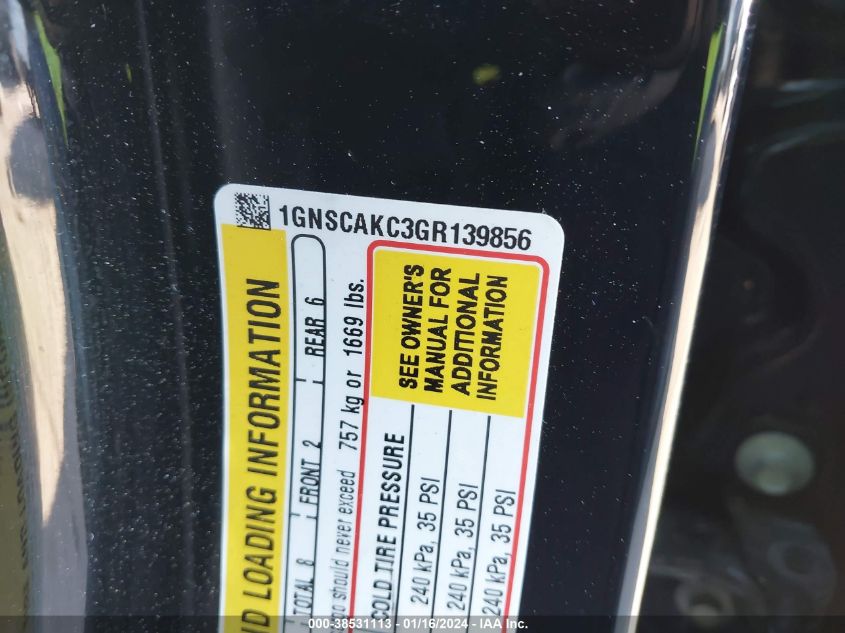 1GNSCAKC3GR139856
ND LOADING INFORMATION
TOTAL 8 FRONT 2 REAR 6
should never exceed 757 kg or 1669 lbs.
COLD TIRE PRESSURE
SEE OWNER'S
MANUAL FOR
ADDITIONAL
INFORMATION
240 kPa, 35 PSI
240 kPa, 35 PSI
240 kPa, 35 PSI
000-38531113 - 01/16/2024 - IAA Inc.